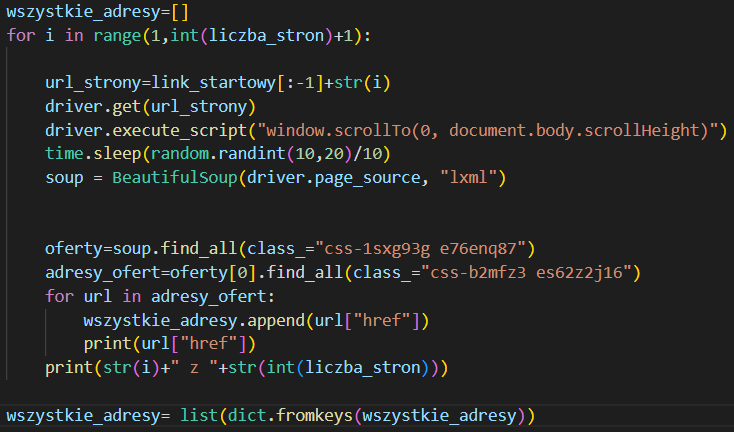 wszystkie_adresy=[]
for i in range(1,int(liczba_stron)+1):
url_strony=link_startowy[:-1]+str(i)
driver.get(url_strony)
driver.execute_script("window.scrollTo(0, document.body.scrollHeight)")
time.sleep(random.randint(10,20)/10)
soup = BeautifulSoup(driver.page_source, "lxml")
oferty=soup.find_all(class_="css-1sxg93g e76enq87")
adresy_ofert=oferty[0].find_all(class_="css-b2mfz3 es62z2j16")
for url in adresy_ofert:
wszystkie_adresy.append(url["href"])
print(url["href"])
print(str(i)+" z "+str(int(liczba_stron)))
wszystkie_adresy= list(dict.fromkeys(wszystkie_adresy))